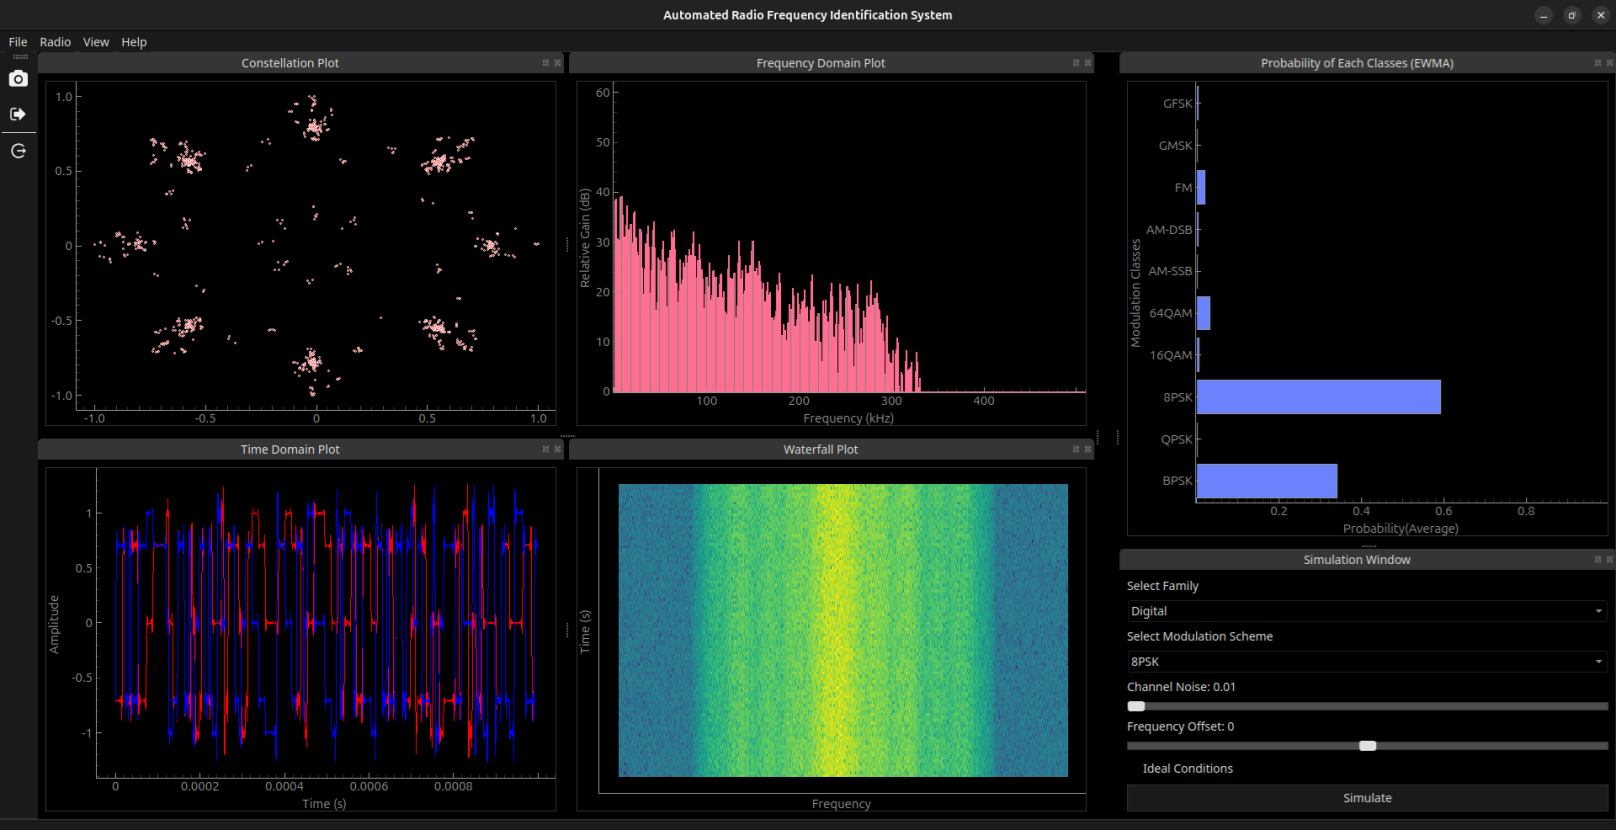 Automated Radio Frequency Identification System
File Radio View Help
Constellation Plot
1.0
0.5
0
-0.5
-1.0
-1.0 -0.5 0 0.5 1.0
Frequency Domain Plot
Relative Gain (dB)
60
50
40
30
20
10
0
100 200 300 400
Frequency (kHz)
Probability of Each Classes (EWMA)
Modulation Classes
GFSK
GMSK
FM
AM-DSB
AM-SSB
64QAM
16QAM
8PSK
QPSK
BPSK
0.2 0.4 0.6 0.8
Probability(Average)
Time Domain Plot
Amplitude
1
0.5
0
-0.5
-1
0 0.0002 0.0004 0.0006 0.0008
Time (s)
Waterfall Plot
Time (s)
Frequency
Simulation Window
Select Family
Digital
Select Modulation Scheme
8PSK
Channel Noise: 0.01
Frequency Offset: 0
Ideal Conditions
Simulate